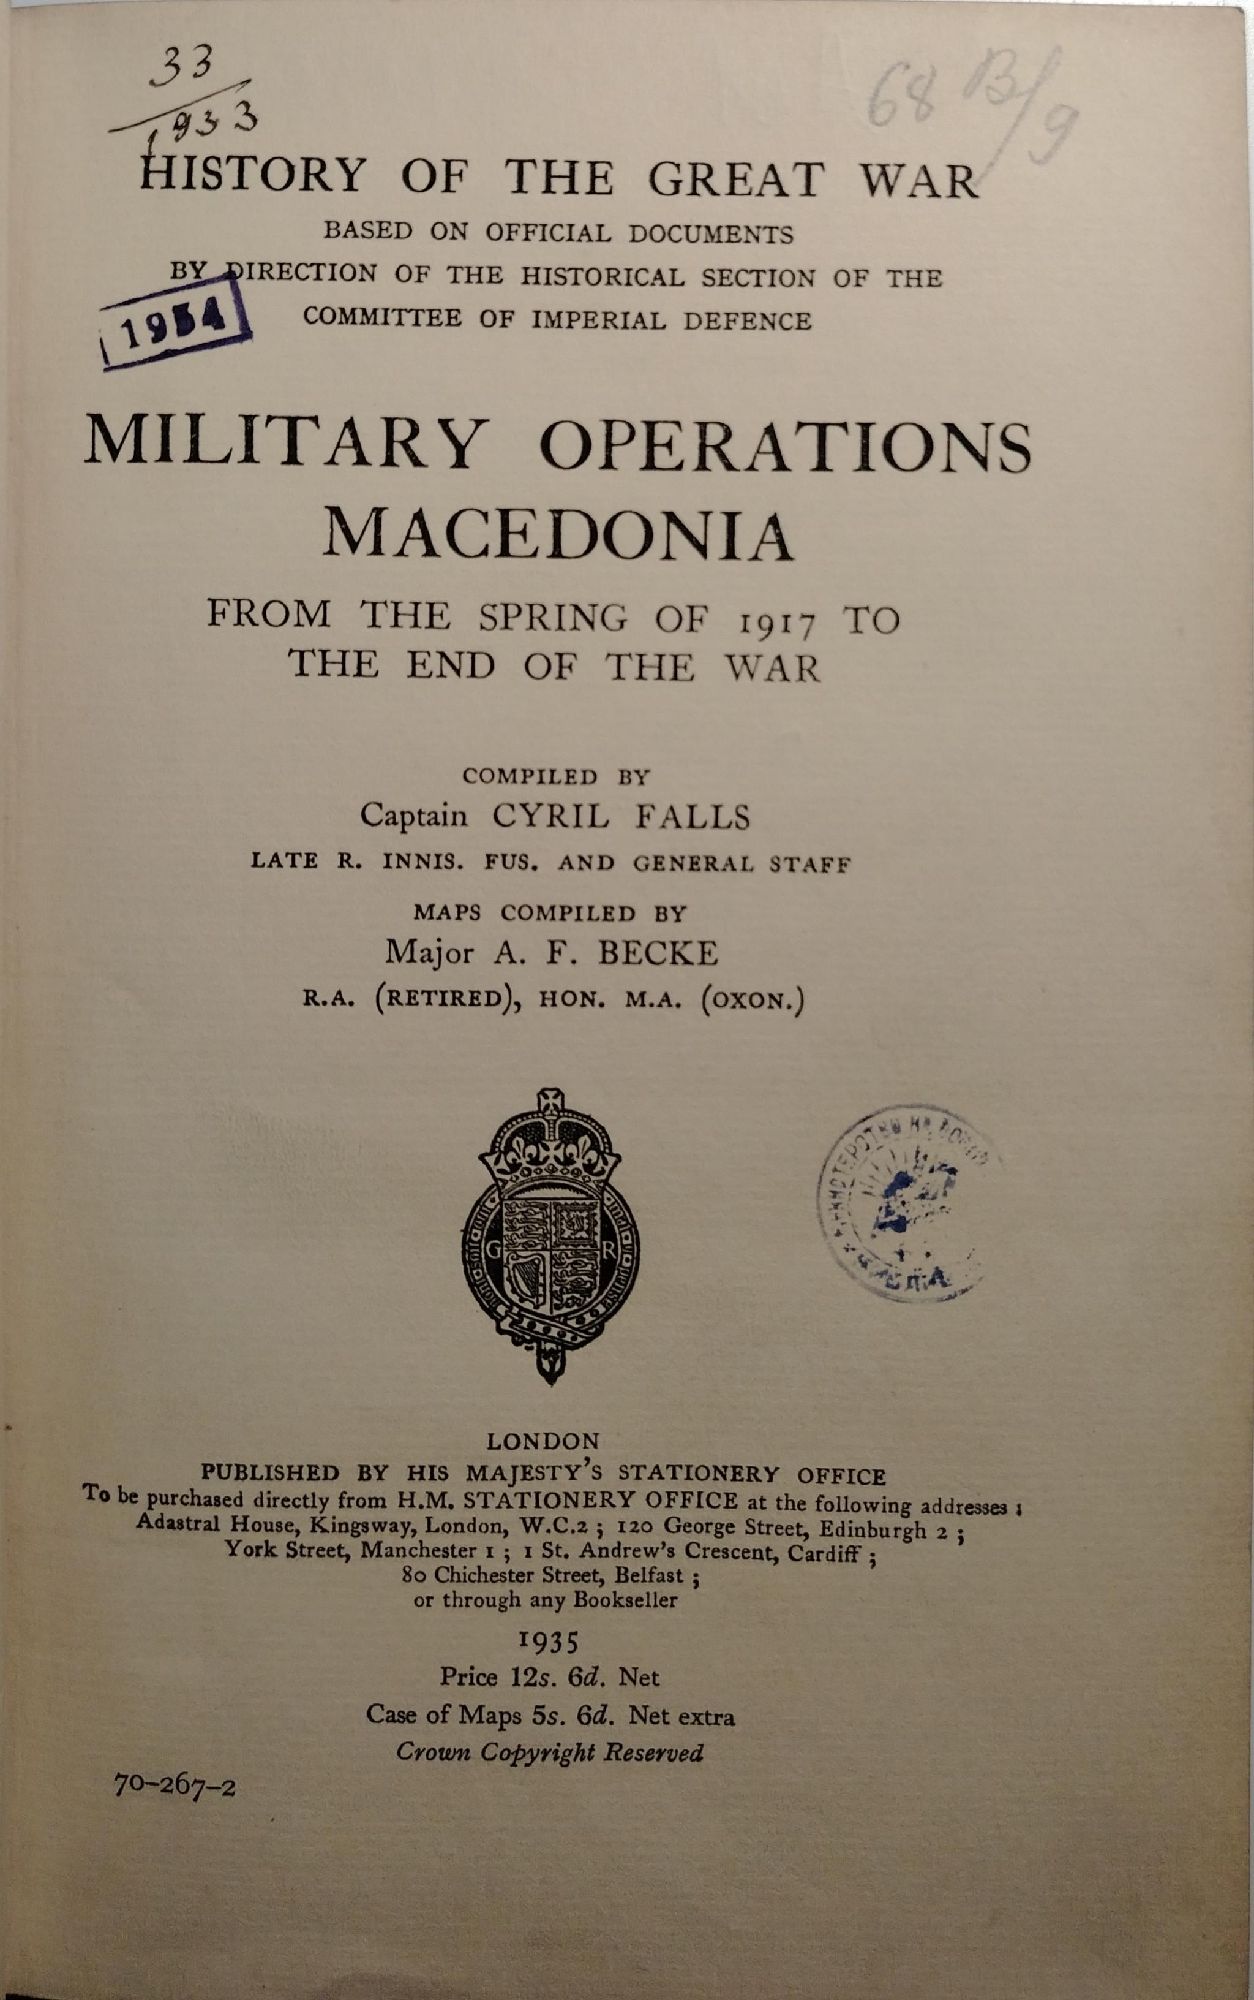 33
1933
68 B/9
HISTORY OF THE GREAT WAR
BASED ON OFFICIAL DOCUMENTS
BY DIRECTION OF THE HISTORICAL SECTION OF THE
COMMITTEE OF IMPERIAL DEFENCE
1954
MILITARY OPERATIONS
MACEDONIA
FROM THE SPRING OF 1917 TO
THE END OF THE WAR
COMPILED BY
Captain CYRIL FALLS
LATE R. INNIS. FUS. AND GENERAL STAFF
MAPS COMPILED BY
Major A. F. BECKE
R.A. (RETIRED), HON. M.A. (OXON.)
G R
LONDON
PUBLISHED BY HIS MAJESTY'S STATIONERY OFFICE
To be purchased directly from H.M. STATIONERY OFFICE at the following addresses:
Adastral House, Kingsway, London, W.C.2; 120 George Street, Edinburgh 2;
York Street, Manchester 1; 1 St. Andrew's Crescent, Cardiff;
80 Chichester Street, Belfast;
or through any Bookseller
1935
Price 12s. 6d. Net
Case of Maps 5s. 6d. Net extra
Crown Copyright Reserved
70-267-2